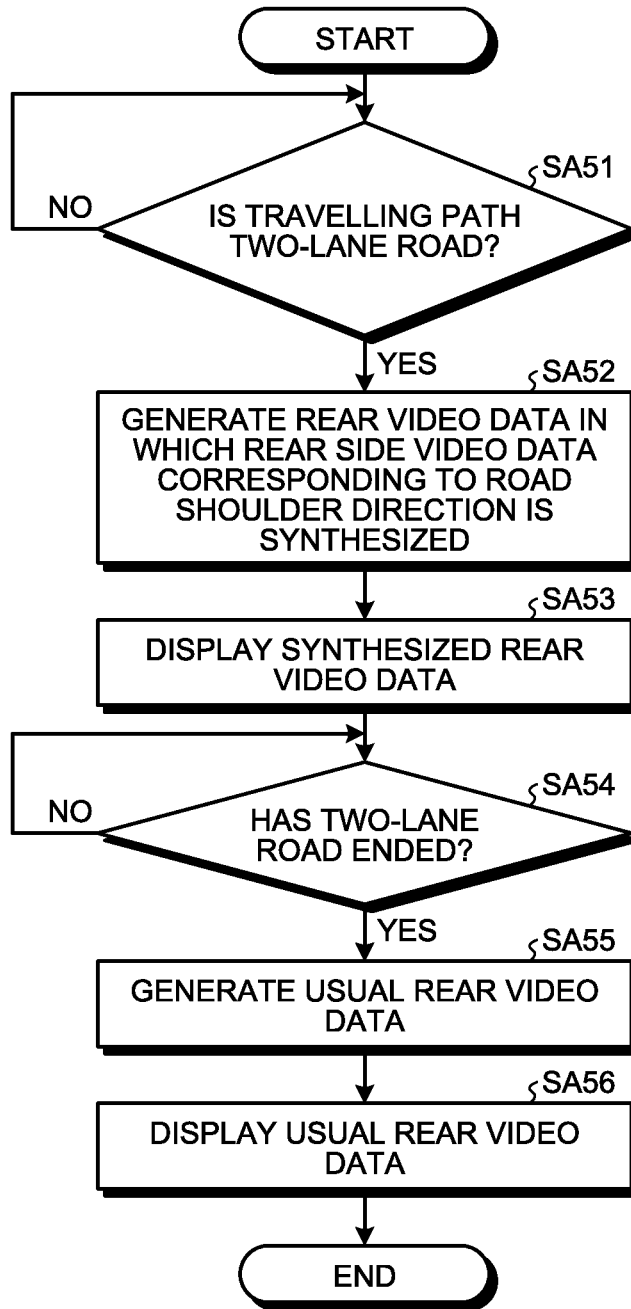 START
SA51
NO
IS TRAVELLING PATH
TWO-LANE ROAD?
YES
SA52
GENERATE REAR VIDEO DATA IN
WHICH REAR SIDE VIDEO DATA
CORRESPONDING TO ROAD
SHOULDER DIRECTION IS
SYNTHESIZED
SA53
DISPLAY SYNTHESIZED REAR
VIDEO DATA
SA54
NO
HAS TWO-LANE
ROAD ENDED?
YES
SA55
GENERATE USUAL REAR VIDEO
DATA
SA56
DISPLAY USUAL REAR VIDEO
DATA
END